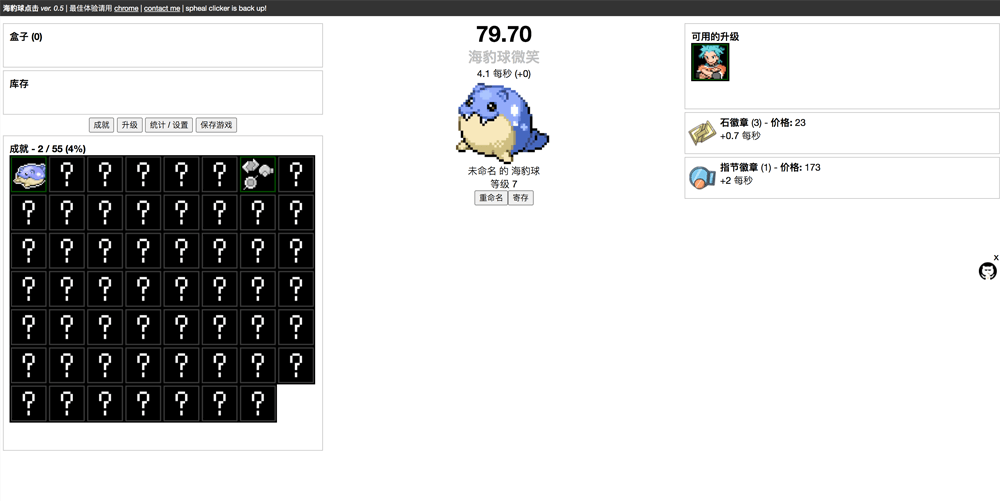 海豹球点击 ver. 0.5 | 最佳体验请用 chrome | contact me | spheal clicker is back up!
盒子 (0)
库存
成就 升级 统计 / 设置 保存游戏
成就 - 2 / 55 (4%)
79.70
海豹球微笑
4.1 每秒 (+0)
未命名 的 海豹球
等级 7
重命名 寄存
可用的升级
石徽章 (3) - 价格: 23
+0.7 每秒
指节徽章 (1) - 价格: 173
+2 每秒
x